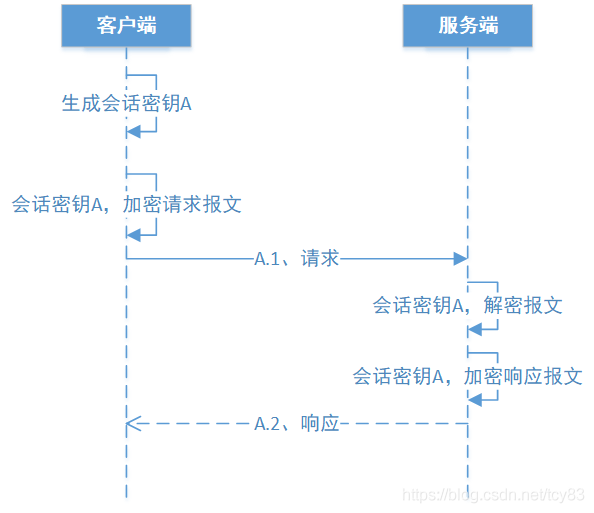 客户端
服务端
生成会话密钥A
会话密钥A，加密请求报文
A.1、请求
会话密钥A，解密报文
会话密钥A，加密响应报文
A.2、响应
https://blog.csdn.net/tcy83